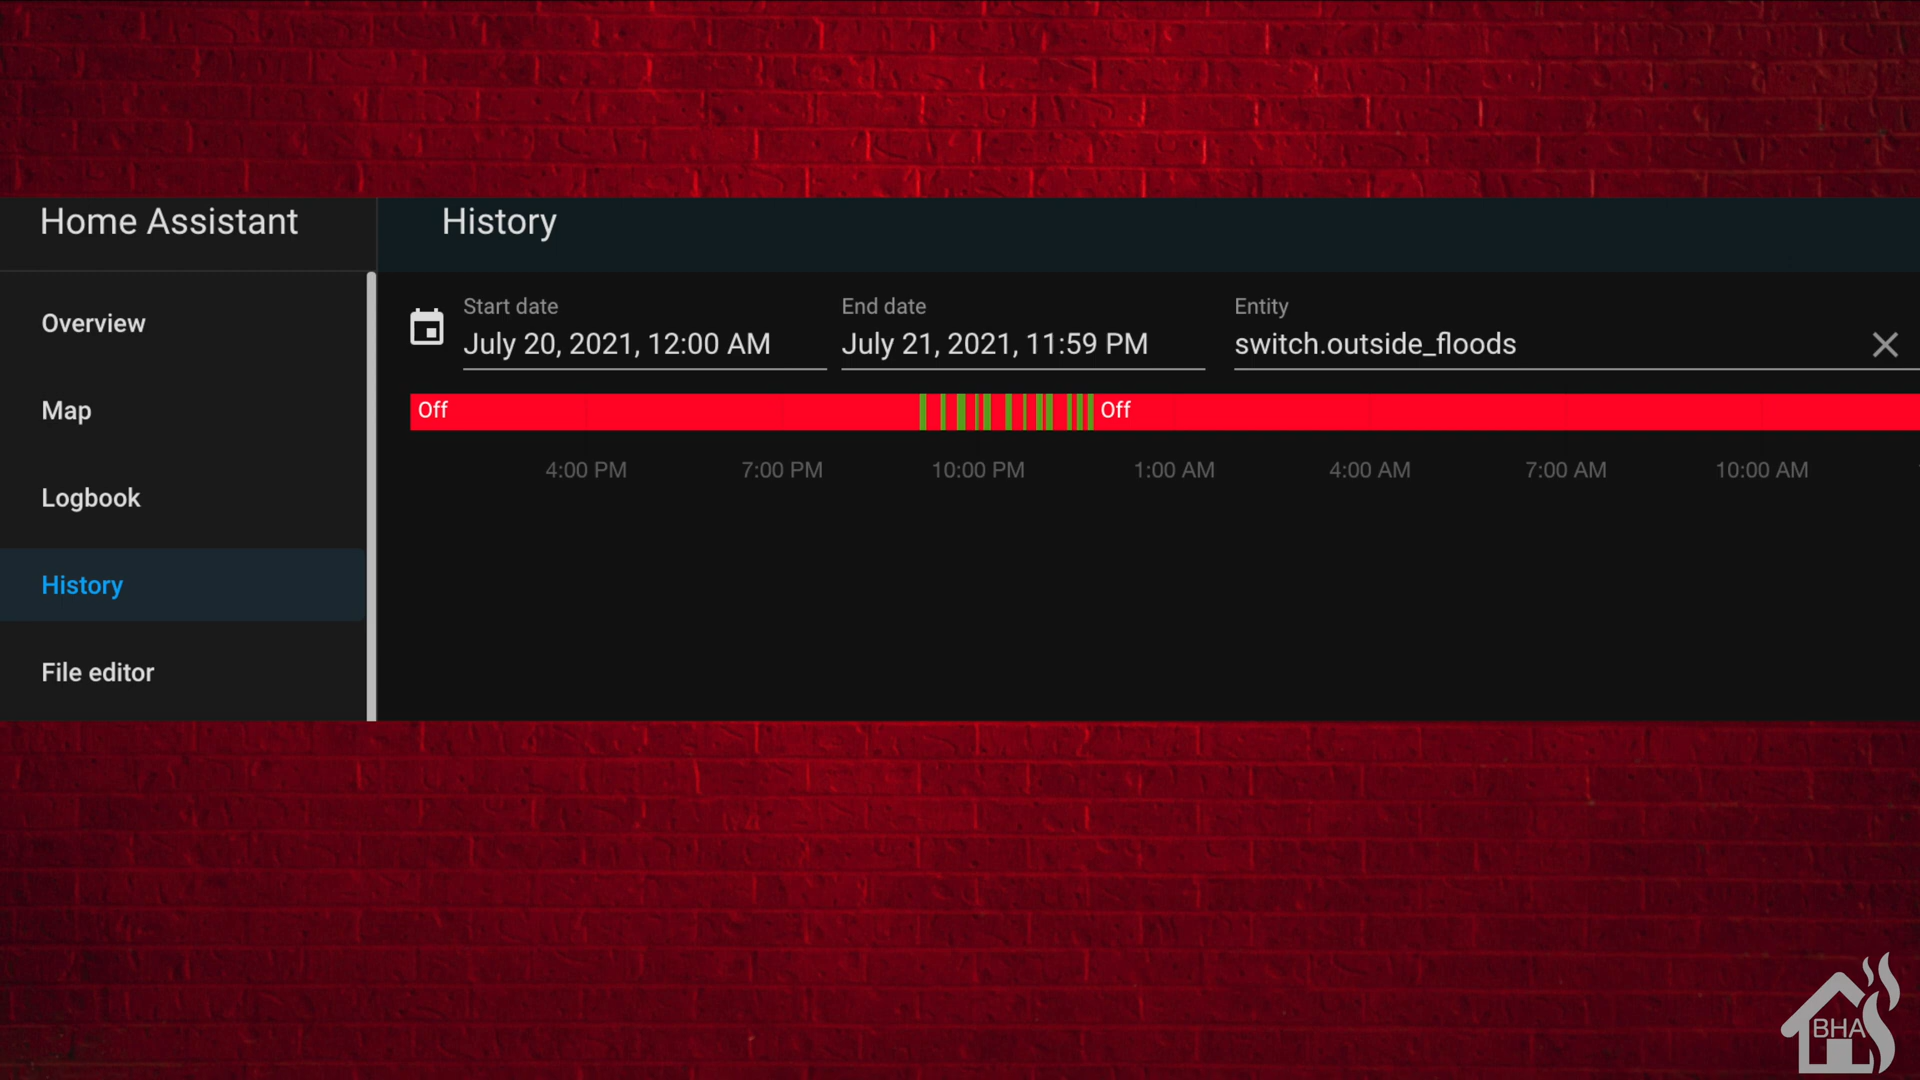 Home Assistant
History
Overview
Map
Logbook
History
File editor
Start date
July 20, 2021, 12:00 AM
End date
July 21, 2021, 11:59 PM
Entity
switch.outside_floods
Off Off
4:00 PM 7:00 PM 10:00 PM 1:00 AM 4:00 AM 7:00 AM 10:00 AM
BHA